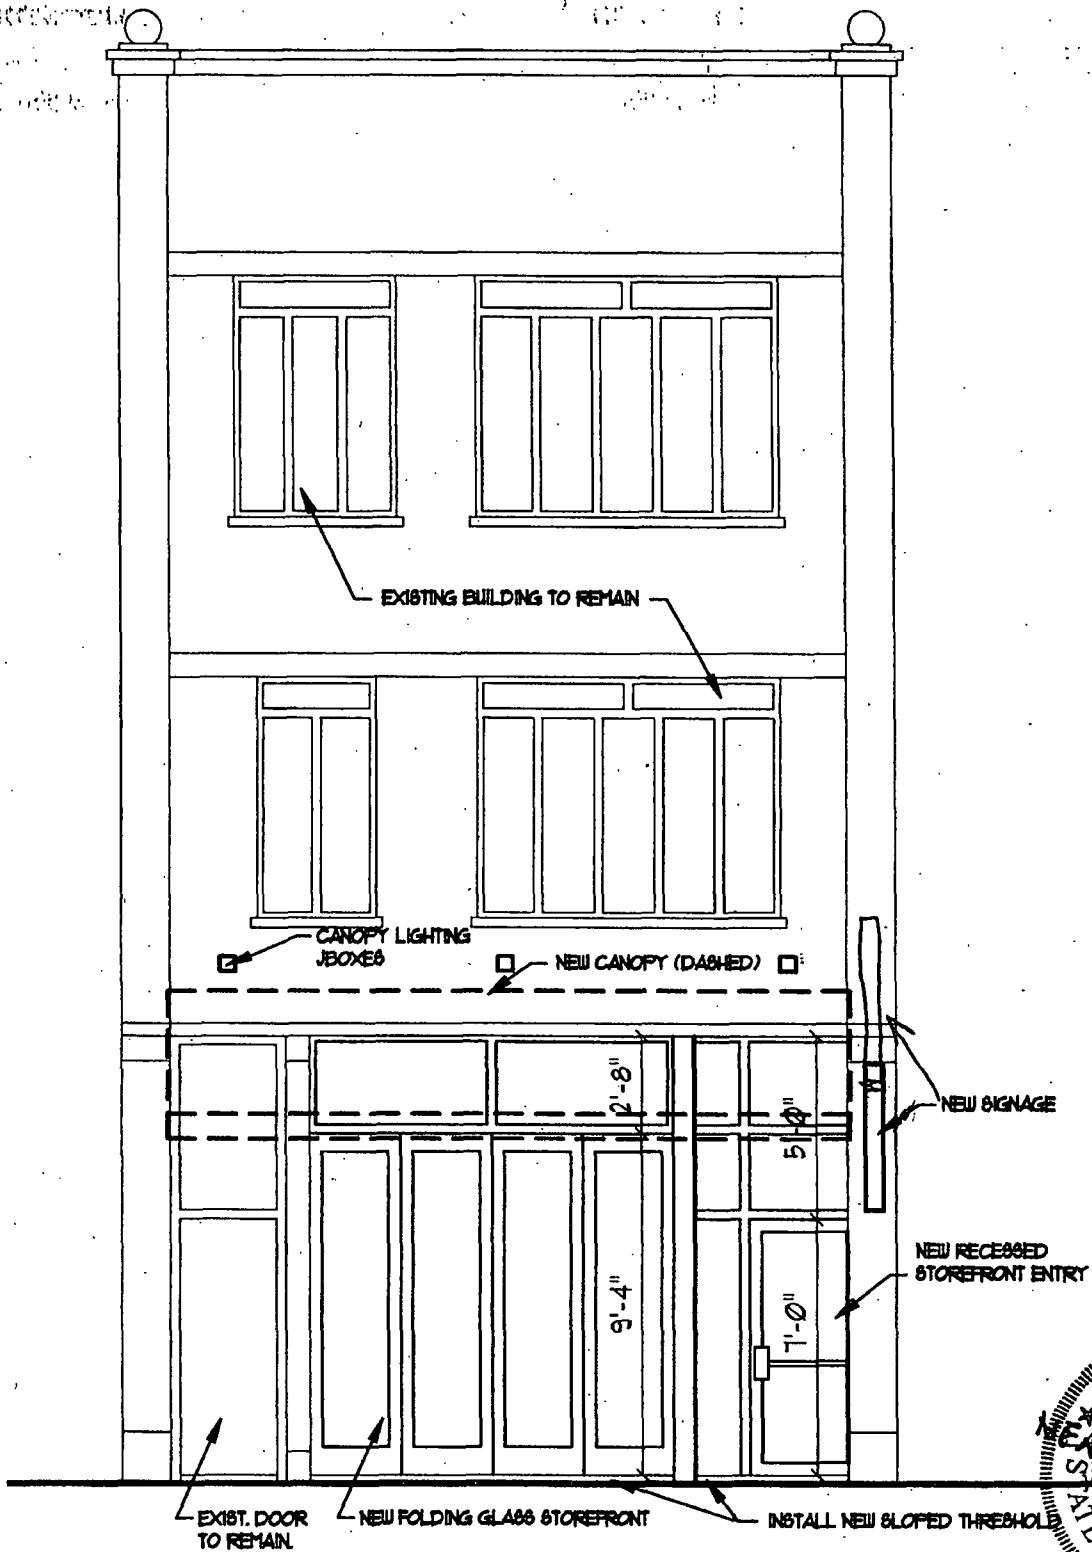 EXISTING BUILDING TO REMAIN
CANOPY LIGHTING
JBOXES
NEW CANOPY (DASHED)
2'-8"
5'-0"
NEW SIGNAGE
NEW RECESSED
STOREFRONT ENTRY
9'-4"
7'-0"
EXIST. DOOR
TO REMAIN.
NEW FOLDING GLASS STOREFRONT
INSTALL NEW SLOPED THRESHOLD